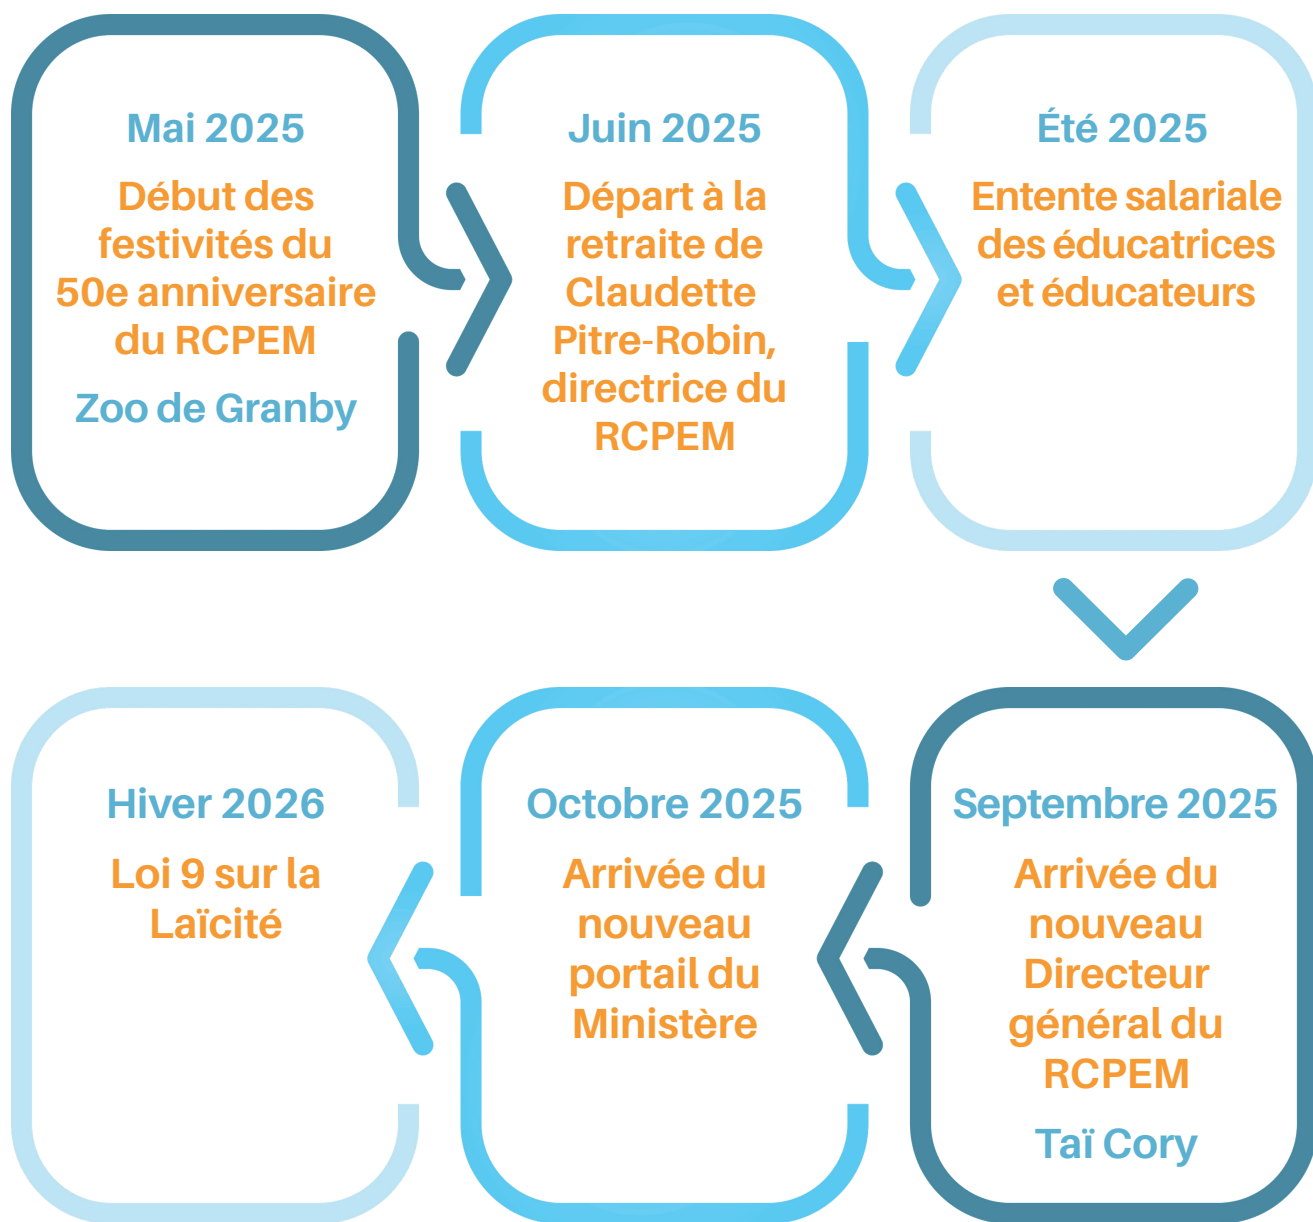 Mai 2025
Début des
festivités du
50e anniversaire
du RCPEM
Zoo de Granby
Juin 2025
Départ à la
retraite de
Claudette
Pitre-Robin,
directrice du
RCPEM
Été 2025
Entente salariale
des éducatrices
et éducateurs
Septembre 2025
Arrivée du
nouveau
Directeur
général du
RCPEM
Taï Cory
Octobre 2025
Arrivée du
nouveau
portail du
Ministère
Hiver 2026
Loi 9 sur la
Laïcité